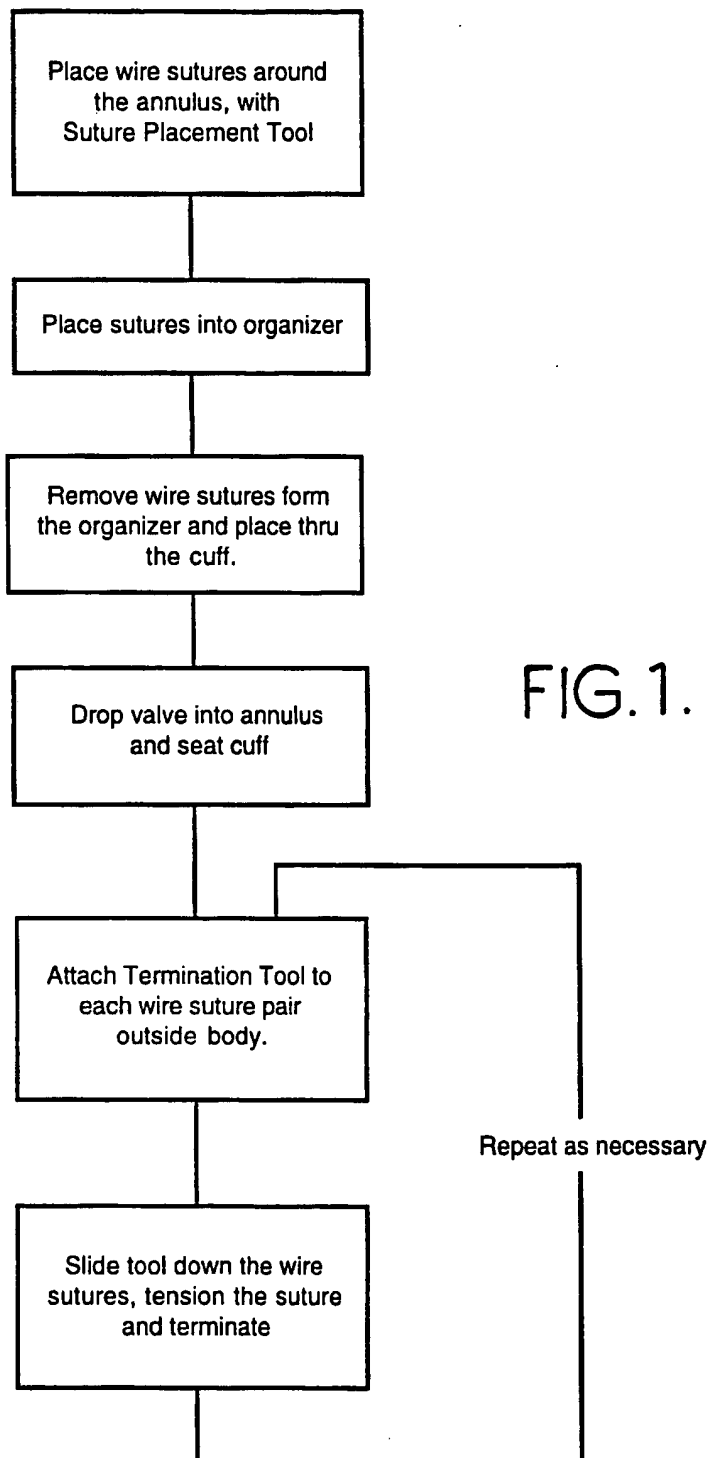 Place wire sutures around
the annulus, with
Suture Placement Tool
Place sutures into organizer
Remove wire sutures form
the organizer and place thru
the cuff.
Drop valve into annulus
and seat cuff
FIG.1.
Attach Termination Tool to
each wire suture pair
outside body.
Repeat as necessary
Slide tool down the wire
sutures, tension the suture
and terminate